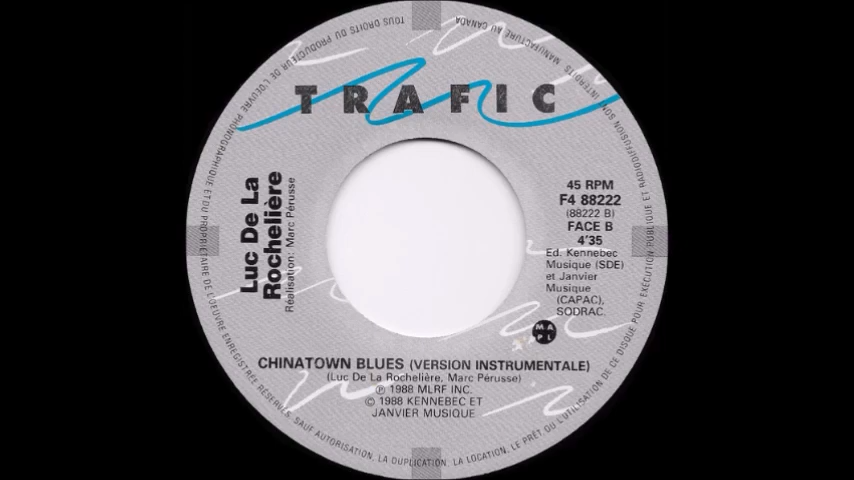 TRAFIC
Luc De La
Rochelière
Réalisation: Marc Pérusse
45 RPM
F4 88222
(88222 B)
FACE B
4'35
Ed. Kennebec
Musique (SDE)
et Janvier
Musique
(CAPAC),
SODRAC.
MAPL
CHINATOWN BLUES (VERSION INSTRUMENTALE)
(Luc De La Rochelière, Marc Pérusse)
Ⓟ 1988 MLRF INC.
© 1988 KENNEBEC ET
JANVIER MUSIQUE
TOUS DROITS DU PRODUCTEUR DE L'OEUVRE PHONOGRAPHIQUE ET/DU PROPRIÉTAIRE DE L'OEUVRE ENREGISTRÉE RÉSERVÉS. SAUF AUTORISATION, LA DUPLICATION, LA LOCATION, LE PRÊT OU L'UTILISATION DE CE DISQUE POUR EXÉCUTION PUBLIQUE ET RADIODIFFUSION SONT INTERDITS
MANUFACTURÉ AU CANADA